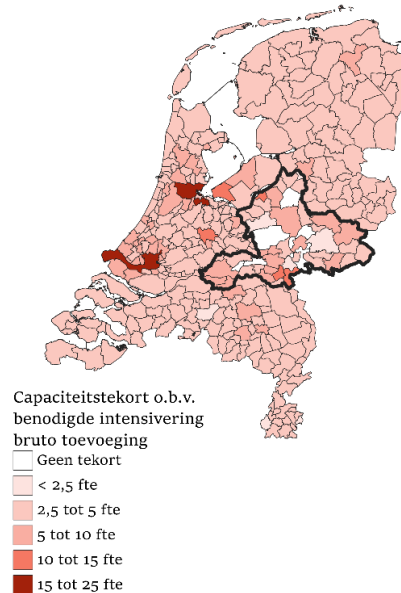 Capaciteitstekort o.b.v.
benodigde intensivering
bruto toevoeging
Geen tekort
< 2,5 fte
2,5 tot 5 fte
5 tot 10 fte
10 tot 15 fte
15 tot 25 fte